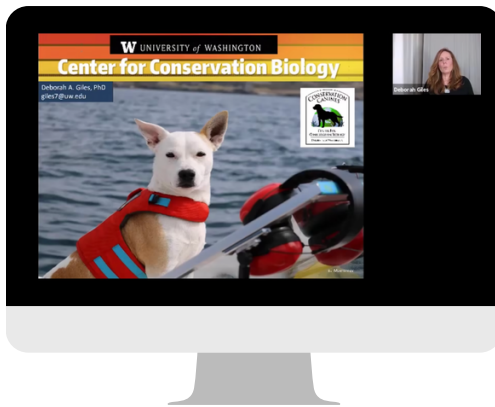 W UNIVERSITY of WASHINGTON
Center for Conservation Biology
Deborah A. Giles, PhD
giles7@uw.edu
CONSERVATION
CANINES
Deborah Giles